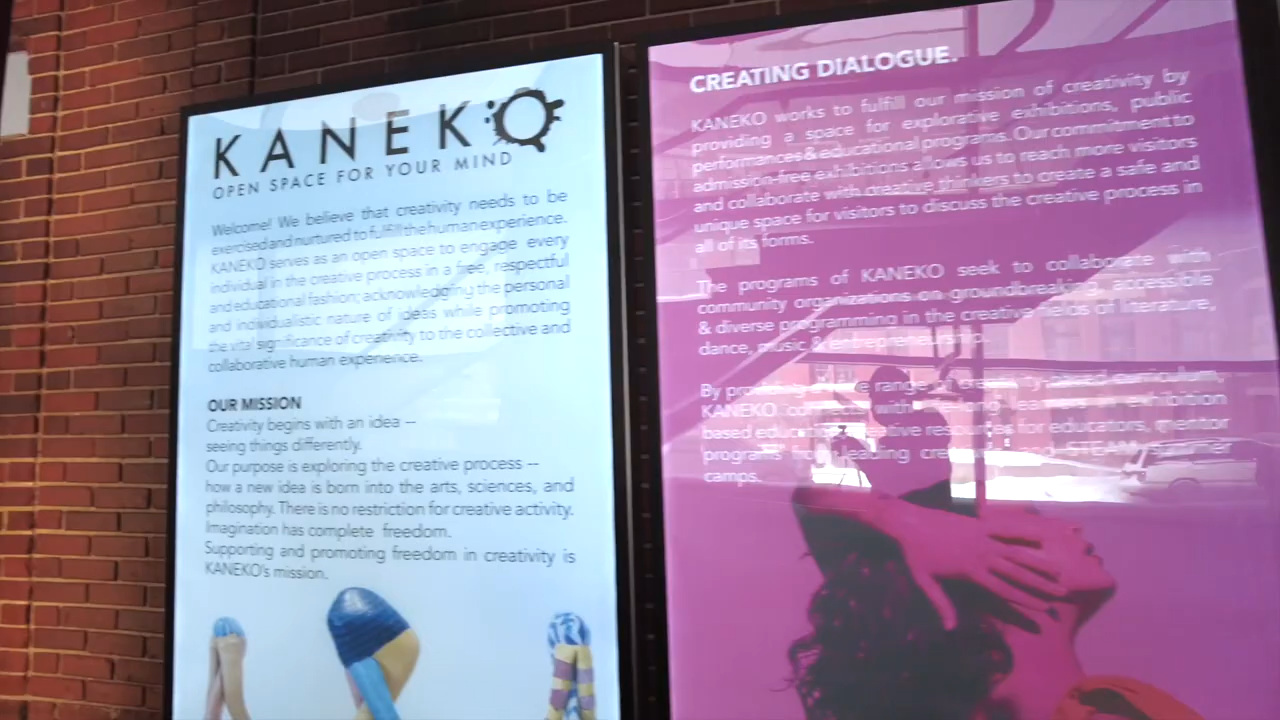 KANEKO
OPEN SPACE FOR YOUR MIND
Welcome! We believe that creativity needs to be
exercised and nurtured to fulfill the human experience.
KANEKO serves as an open space to engage every
individual in the creative process in a free, respectful
and educational fashion; acknowledging the personal
and individualistic nature of ideas while promoting
the vital significance of creativity to the collective and
collaborative human experience.
OUR MISSION
Creativity begins with an idea --
seeing things differently.
Our purpose is exploring the creative process --
how a new idea is born into the arts, sciences, and
philosophy. There is no restriction for creative activity.
Imagination has complete freedom.
Supporting and promoting freedom in creativity is
KANEKO's mission.
CREATING DIALOGUE.
KANEKO works to fulfill our mission of creativity by
providing a space for explorative exhibitions, public
performances & educational programs. Our commitment to
admission-free exhibitions allows us to reach more visitors
and collaborate with creative thinkers to create a safe and
unique space for visitors to discuss the creative process in
all of its forms.
The programs of KANEKO seek to collaborate with
community organizations on groundbreaking, accessible
& diverse programming in the creative fields of literature,
dance, music & entrepreneurship.
By range curriculum,
KANEKO connects with exhibition
based resources for educators, mentor
programs from leading and STEAM summer
camps.